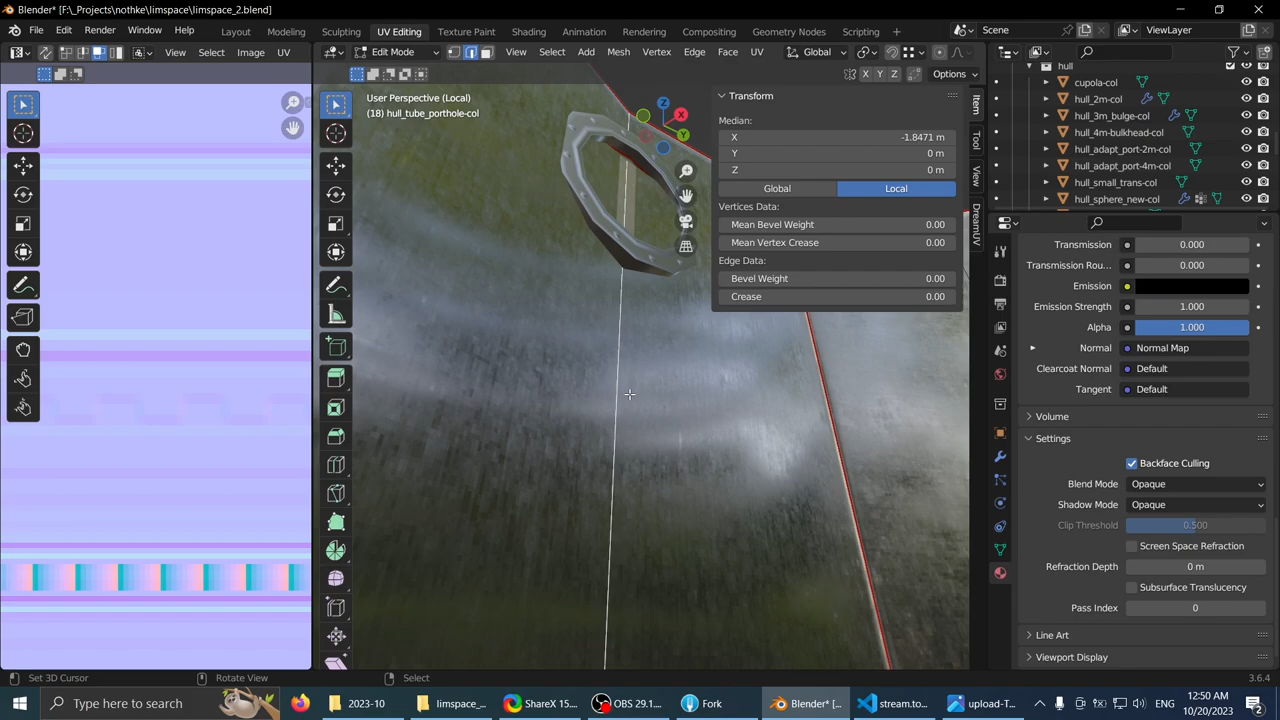 Blender* [F:\_Projects\nothke\limspace\limspace_2.blend]
File Edit Render Window Help Layout Modeling Sculpting UV Editing Texture Paint Shading Animation Rendering Compositing Geometry Nodes Scripting Scene ViewLayer
View Select Image UV Edit Mode View Select Add Mesh Vertex Edge Face UV Global
X Y Z Options
User Perspective (Local)
(18) hull_tube_porthole-col
Z
X
Y
Transform
Median:
X -1.8471 m
Y 0 m
Z 0 m
Global Local
Vertices Data:
Mean Bevel Weight 0.00
Mean Vertex Crease 0.00
Edge Data:
Bevel Weight 0.00
Crease 0.00
Item
Tool
View
DreamUV
hull
cupola-col
hull_2m-col
hull_3m_bulge-col
hull_4m-bulkhead-col
hull_adapt_port-2m-col
hull_adapt_port-4m-col
hull_small_trans-col
hull_sphere_new-col
Transmission 0.000
Transmission Rou... 0.000
Emission
Emission Strength 1.000
Alpha 1.000
Normal Normal Map
Clearcoat Normal Default
Tangent Default
Volume
Settings
Backface Culling
Blend Mode Opaque
Shadow Mode Opaque
Clip Threshold 0.500
Screen Space Refraction
Refraction Depth 0 m
Subsurface Translucency
Pass Index 0
Line Art
Viewport Display
Set 3D Cursor Rotate View Select 3.6.4
Type here to search 2023-10 limspace_... ShareX 15.... OBS 29.1.... Fork Blender* [... stream.to... upload-T... ENG 12:50 AM
10/20/2023 2